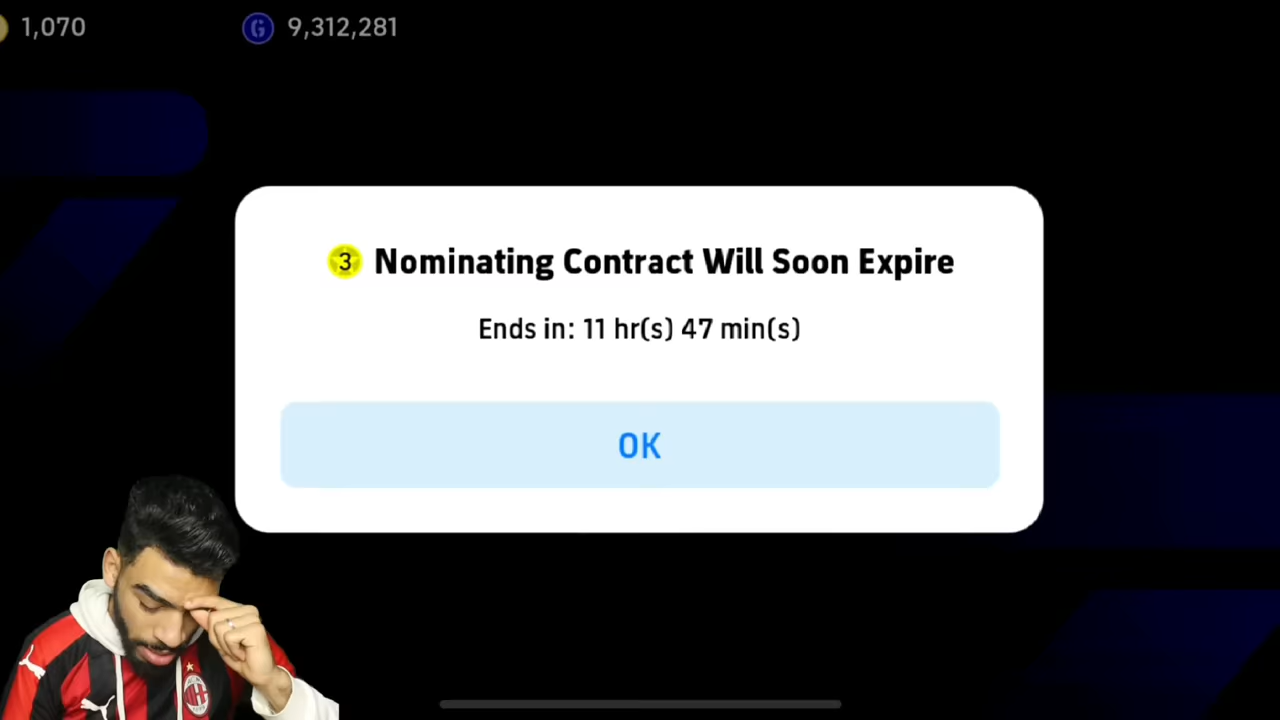 1,070
G 9,312,281
3 Nominating Contract Will Soon Expire
Ends in: 11 hr(s) 47 min(s)
OK